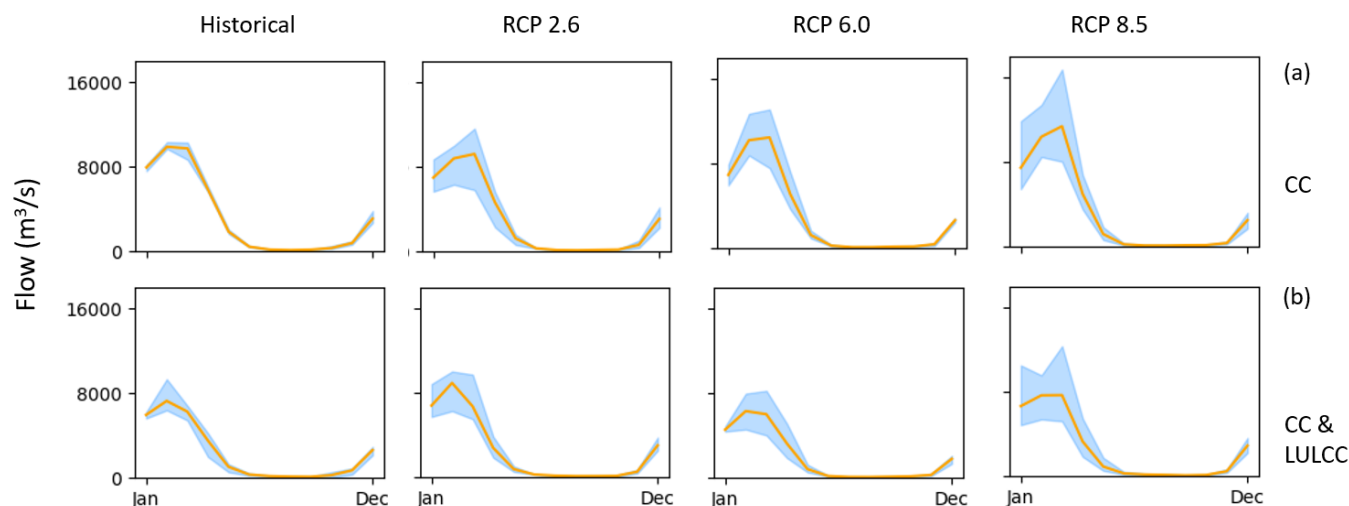 Historical
RCP 2.6
RCP 6.0
RCP 8.5
Flow (m³/s)
16000
8000
0
(a)
CC
16000
8000
0
(b)
CC &
LULCC
Jan
Dec
Jan
Dec
Jan
Dec
Jan
Dec